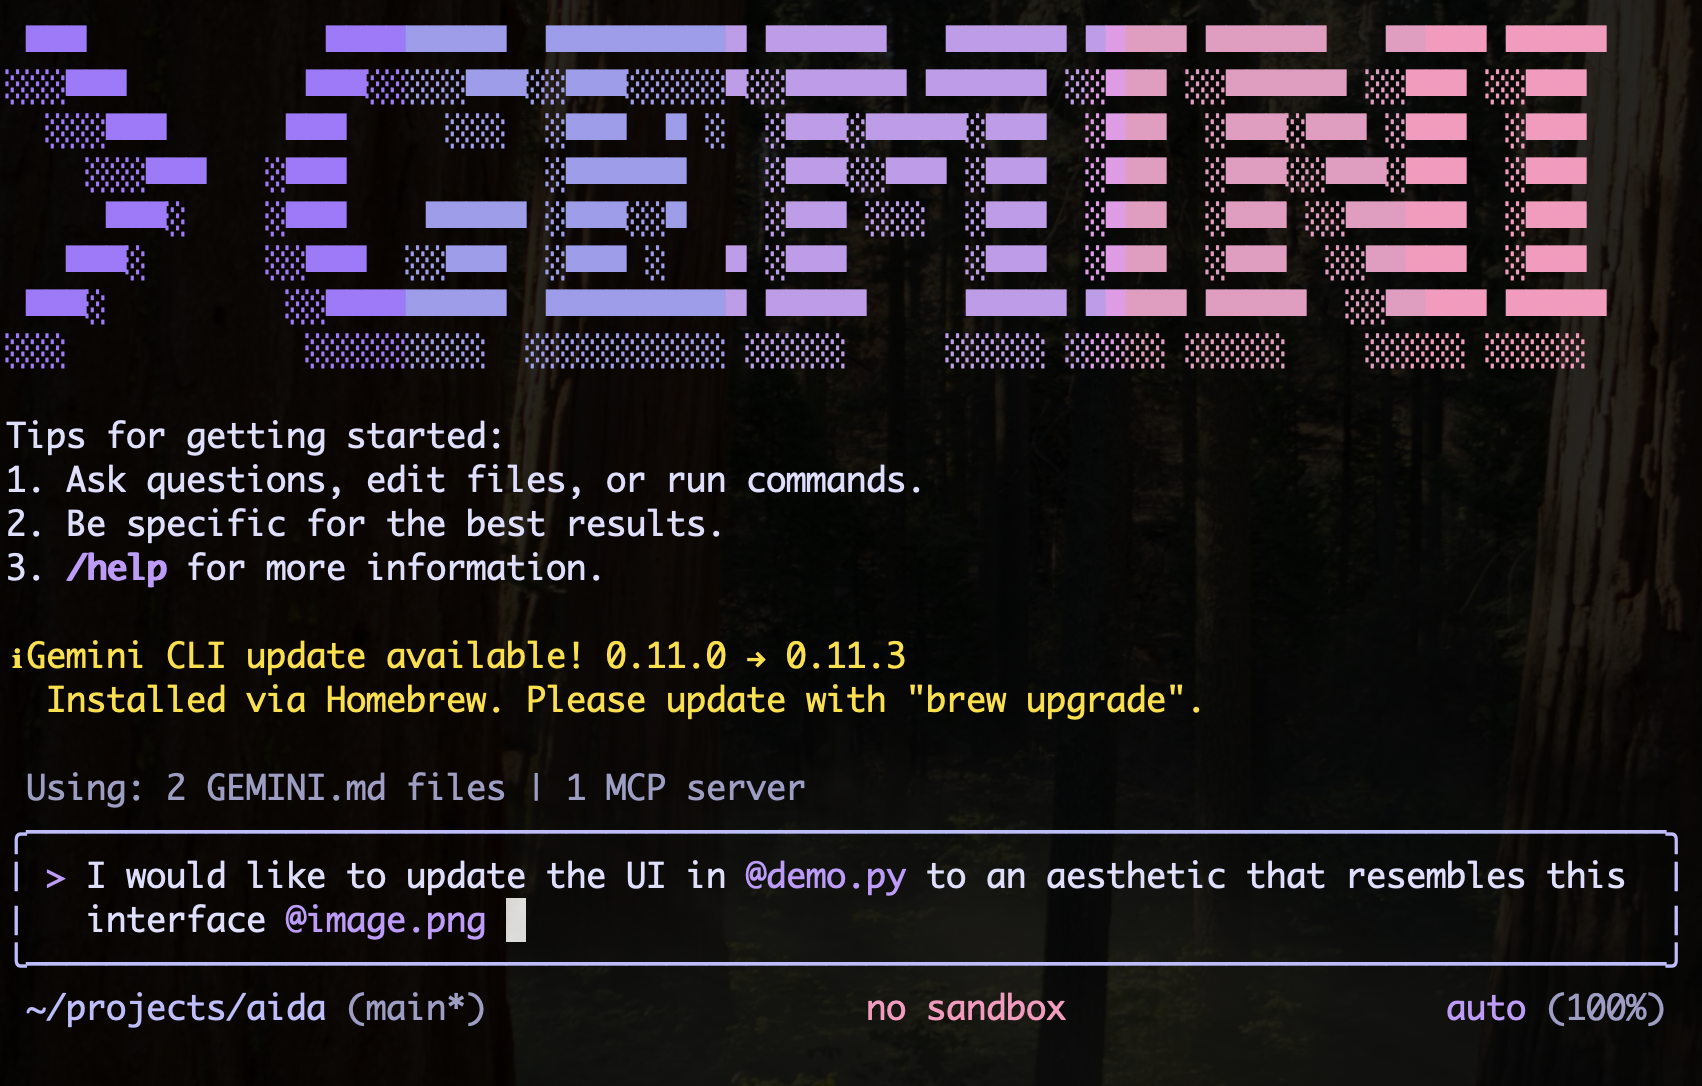 > GEMINI
Tips for getting started:
1. Ask questions, edit files, or run commands.
2. Be specific for the best results.
3. /help for more information.
ℹGemini CLI update available! 0.11.0 → 0.11.3
Installed via Homebrew. Please update with "brew upgrade".
Using: 2 GEMINI.md files | 1 MCP server
> I would like to update the UI in @demo.py to an aesthetic that resembles this
interface @image.png
~/projects/aida (main*) no sandbox auto (100%)